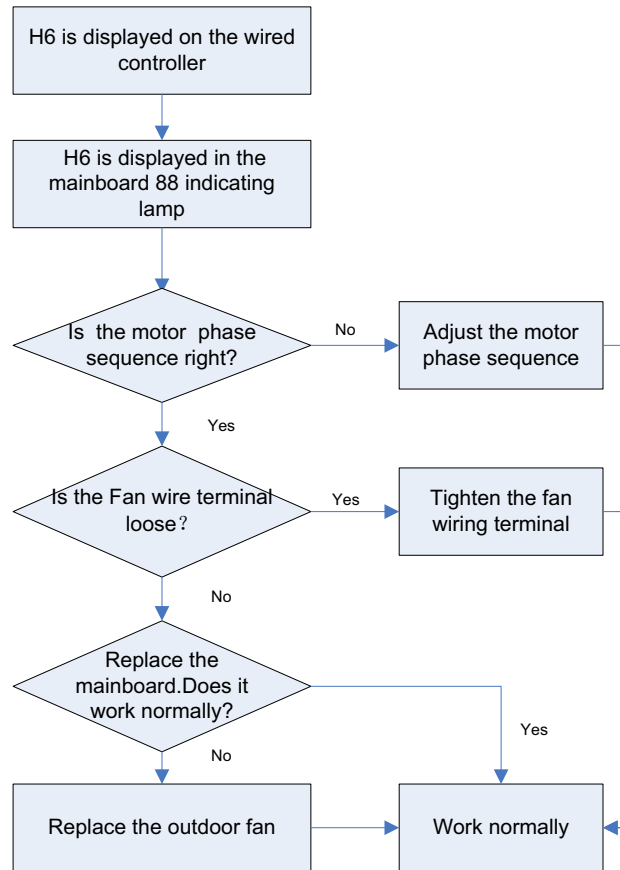 H6 is displayed on the wired
controller
H6 is displayed in the
mainboard 88 indicating
lamp
Is the motor phase
sequence right?
No
Adjust the motor
phase sequence
Yes
Is the Fan wire terminal
loose？
Yes
Tighten the fan
wiring terminal
No
Replace the
mainboard.Does it
work normally?
Yes
No
Replace the outdoor fan
Work normally